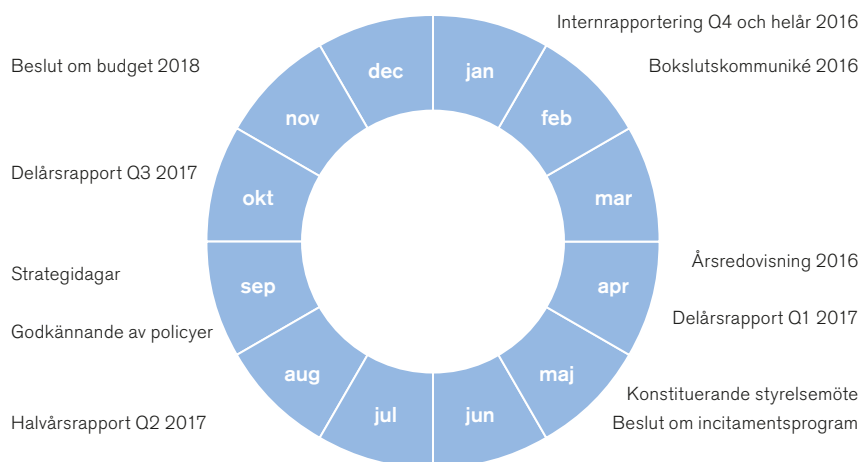 Internrapportering Q4 och helår 2016
Bokslutskommuniké 2016
Beslut om budget 2018
Delårsrapport Q3 2017
Strategidagar
Godkännande av policyer
Halvårsrapport Q2 2017
Årsredovisning 2016
Delårsrapport Q1 2017
Konstituerande styrelsemöte
Beslut om incitamentsprogram
jan
feb
mar
apr
maj
jun
jul
aug
sep
okt
nov
dec